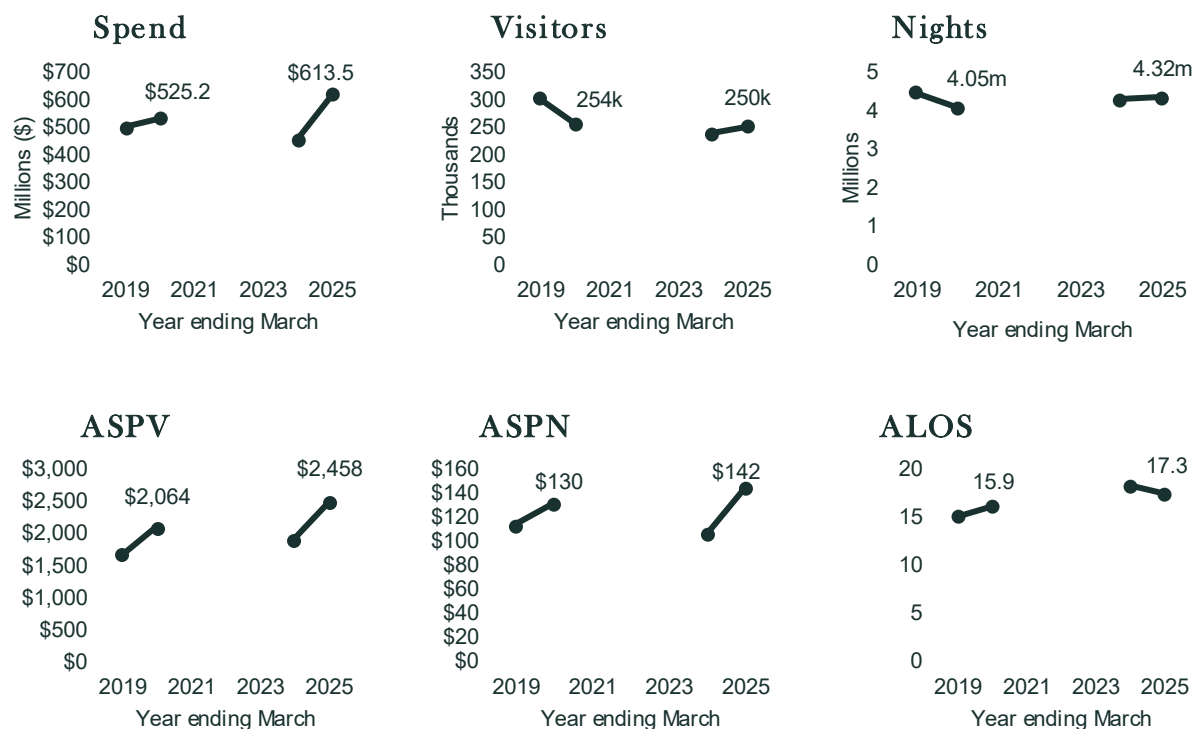 Spend
Millions ($)
$700
$600
$500
$400
$300
$200
$100
$0
$525.2
$613.5
2019 2021 2023 2025
Year ending March
Visitors
Thousands
350
300
250
200
150
100
50
0
254k
250k
2019 2021 2023 2025
Year ending March
Nights
Millions
5
4
3
2
1
0
4.05m
4.32m
2019 2021 2023 2025
Year ending March
ASPV
$3,000
$2,500
$2,000
$1,500
$1,000
$500
$0
$2,064
$2,458
2019 2021 2023 2025
Year ending March
ASPN
$160
$140
$120
$100
$80
$60
$40
$20
$0
$130
$142
2019 2021 2023 2025
Year ending March
ALOS
20
15
10
5
0
15.9
17.3
2019 2021 2023 2025
Year ending March